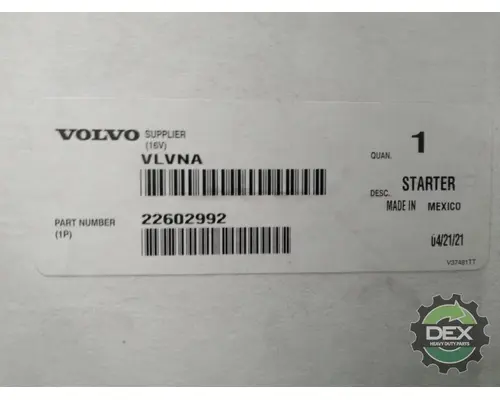 VOLVO SUPPLIER
(16V)
VLVNA
QUAN. 1
DESC. STARTER
MADE IN MEXICO
PART NUMBER
(1P)
22602992
04/21/21
V37481TT
DEX
HEAVY DUTY PARTS